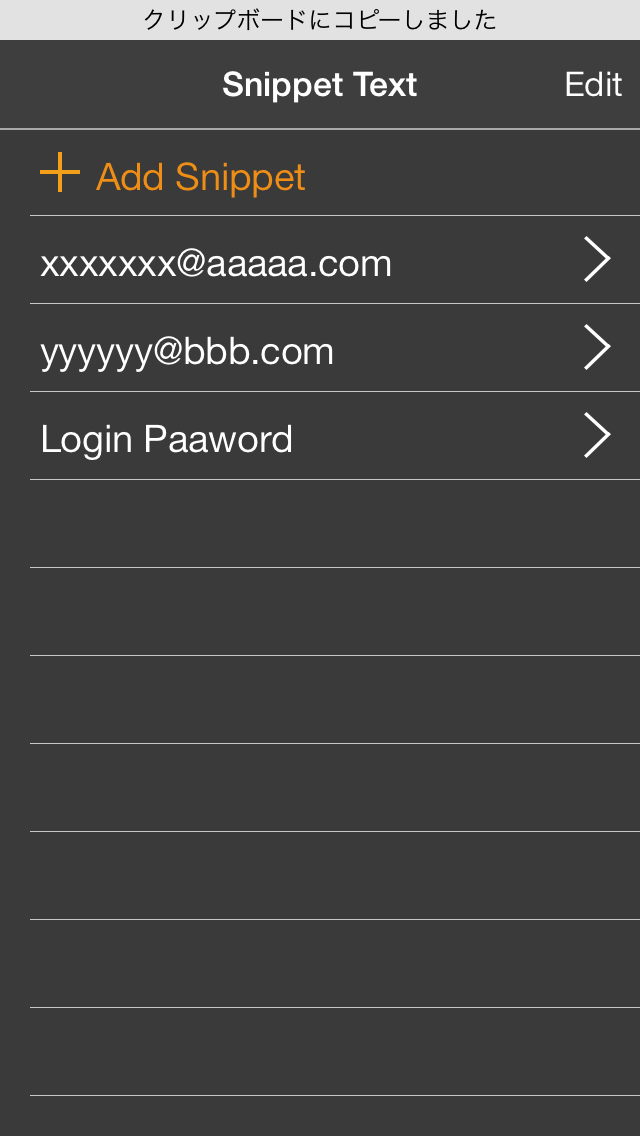 クリップボードにコピーしました
Snippet Text
Edit
Add Snippet
xxxxxxx@aaaaa.com
yyyyyy@bbb.com
Login Paaword